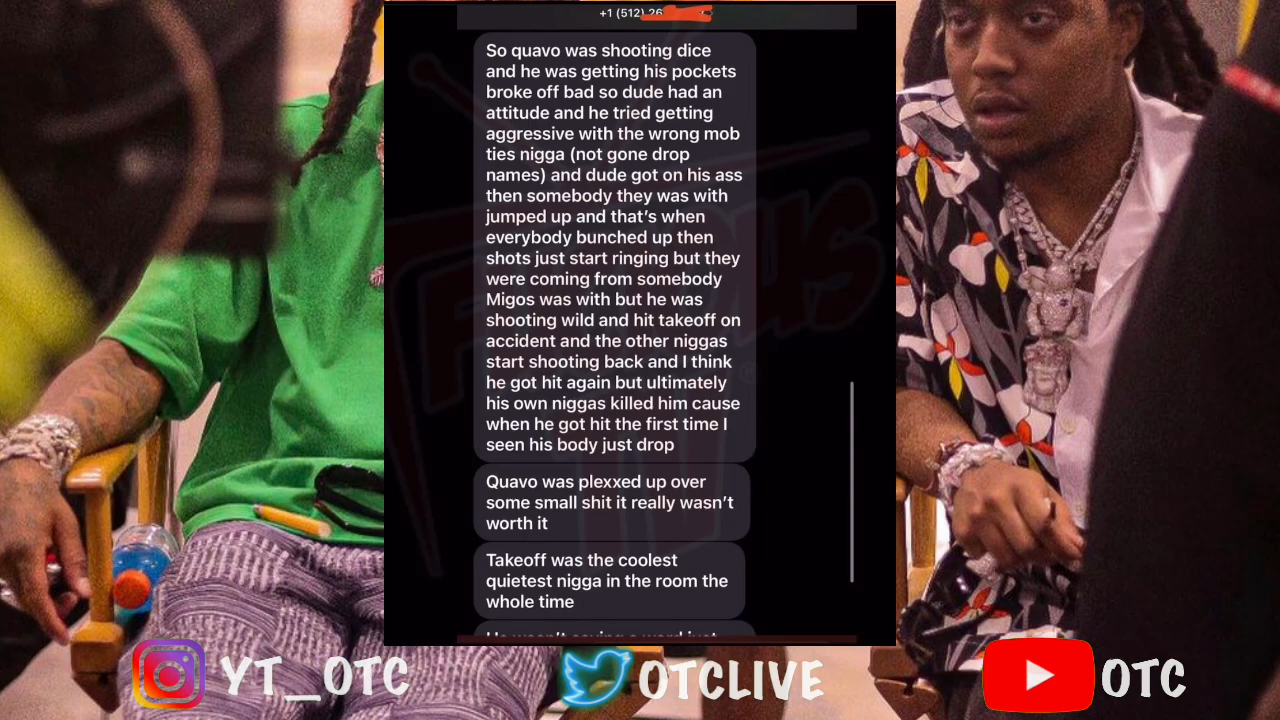 +1 (512) 26
So quavo was shooting dice
and he was getting his pockets
broke off bad so dude had an
attitude and he tried getting
aggressive with the wrong mob
ties nigga (not gone drop
names) and dude got on his ass
then somebody they was with
jumped up and that’s when
everybody bunched up then
shots just start ringing but they
were coming from somebody
Migos was with but he was
shooting wild and hit takeoff on
accident and the other niggas
start shooting back and I think
he got hit again but ultimately
his own niggas killed him cause
when he got hit the first time I
seen his body just drop
Quavo was plexxed up over
some small shit it really wasn’t
worth it
Takeoff was the coolest
quietest nigga in the room the
whole time
He wasn’t saying a word just
YT_OTC
OTCLIVE
OTC